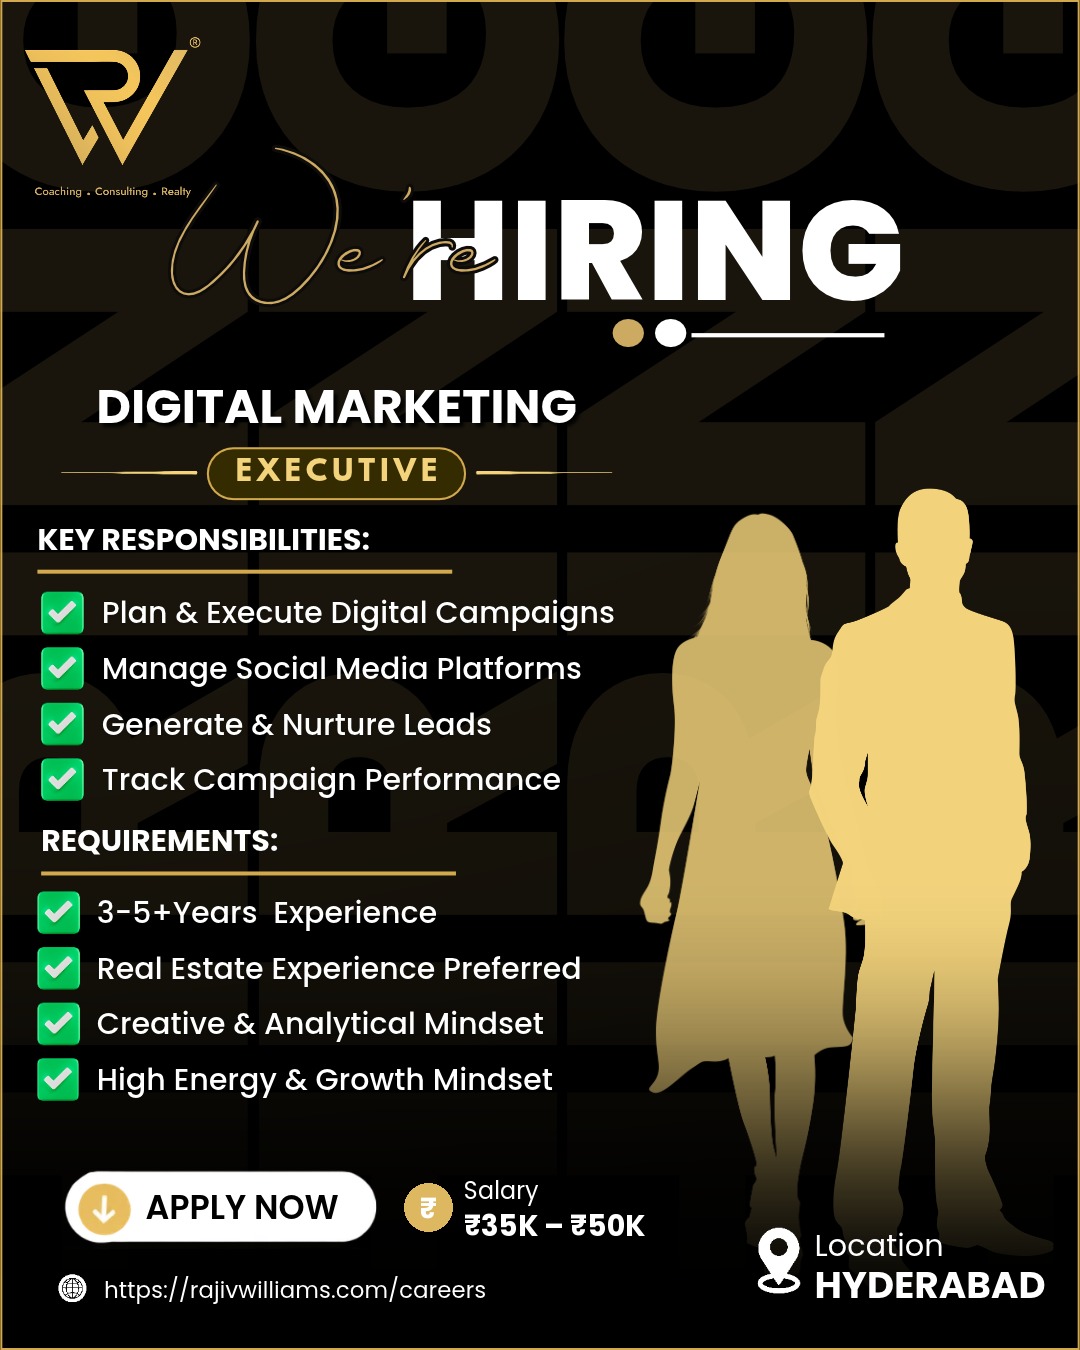 RW®
Coaching . Consulting . Realty
We're HIRING
DIGITAL MARKETING
EXECUTIVE
KEY RESPONSIBILITIES:
Plan & Execute Digital Campaigns
Manage Social Media Platforms
Generate & Nurture Leads
Track Campaign Performance
REQUIREMENTS:
3-5+Years  Experience
Real Estate Experience Preferred
Creative & Analytical Mindset
High Energy & Growth Mindset
APPLY NOW
₹
Salary
₹35K – ₹50K
https://rajivwilliams.com/careers
Location
HYDERABAD